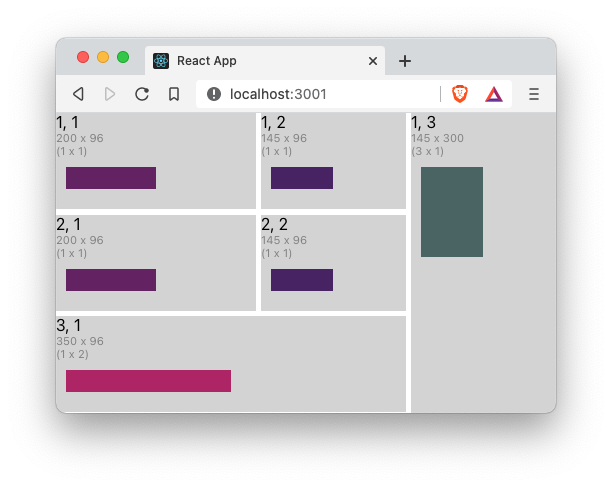 React App
localhost:3001
1, 1
200 x 96
(1 x 1)
1, 2
145 x 96
(1 x 1)
1, 3
145 x 300
(3 x 1)
2, 1
200 x 96
(1 x 1)
2, 2
145 x 96
(1 x 1)
3, 1
350 x 96
(1 x 2)